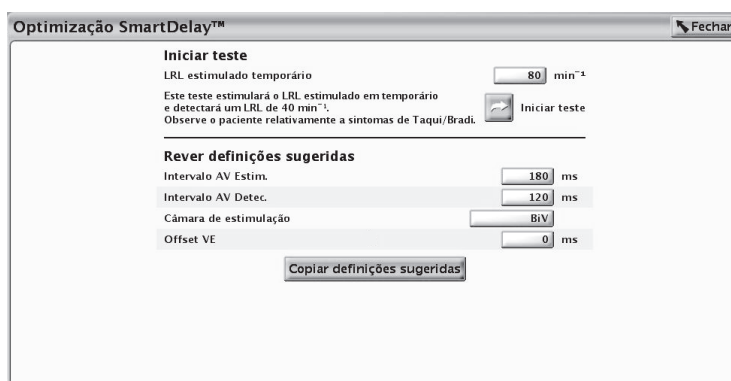 Optimização SmartDelay™
Fechar
Iniciar teste
LRL estimulado temporário 80 min⁻¹
Este teste estimulará o LRL estimulado em temporário
e detectará um LRL de 40 min⁻¹.
Observe o paciente relativamente a sintomas de Taqui/Bradi.
Iniciar teste
Rever definições sugeridas
Intervalo AV Estim. 180 ms
Intervalo AV Detec. 120 ms
Câmara de estimulação BiV
Offset VE 0 ms
Copiar definições sugeridas